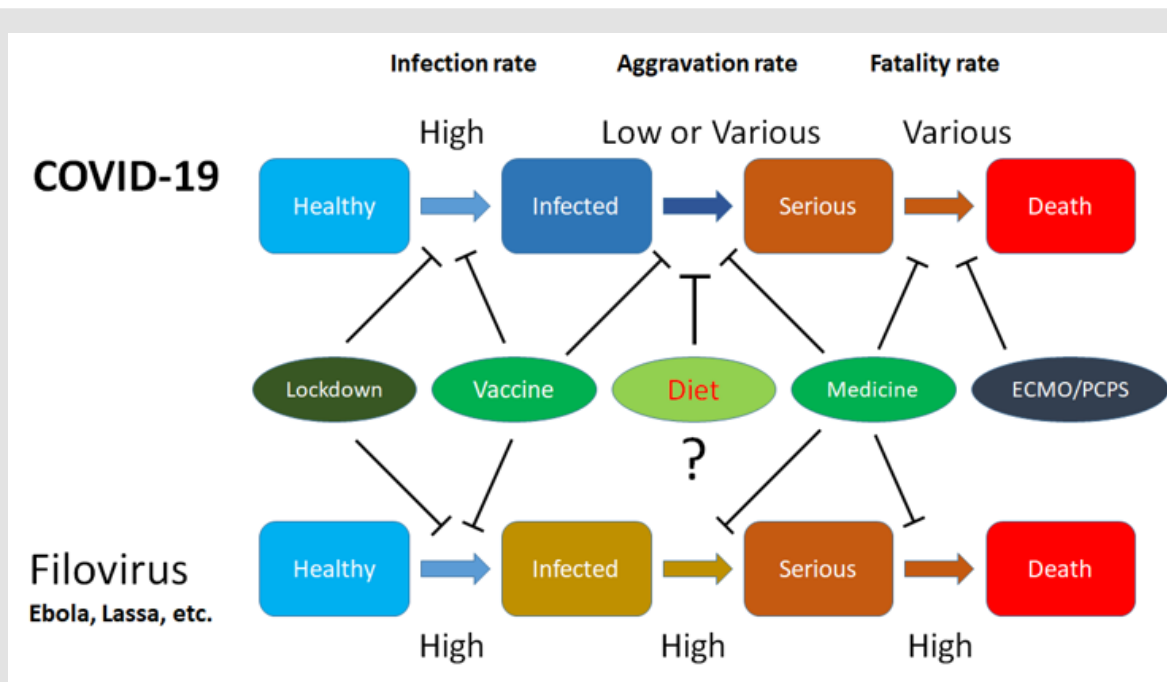 Infection rate Aggravation rate Fatality rate
High Low or Various Various
COVID-19
Healthy Infected Serious Death
Lockdown Vaccine Diet Medicine ECMO/PCPS
?
Filovirus
Ebola, Lassa, etc.
Healthy Infected Serious Death
High High High